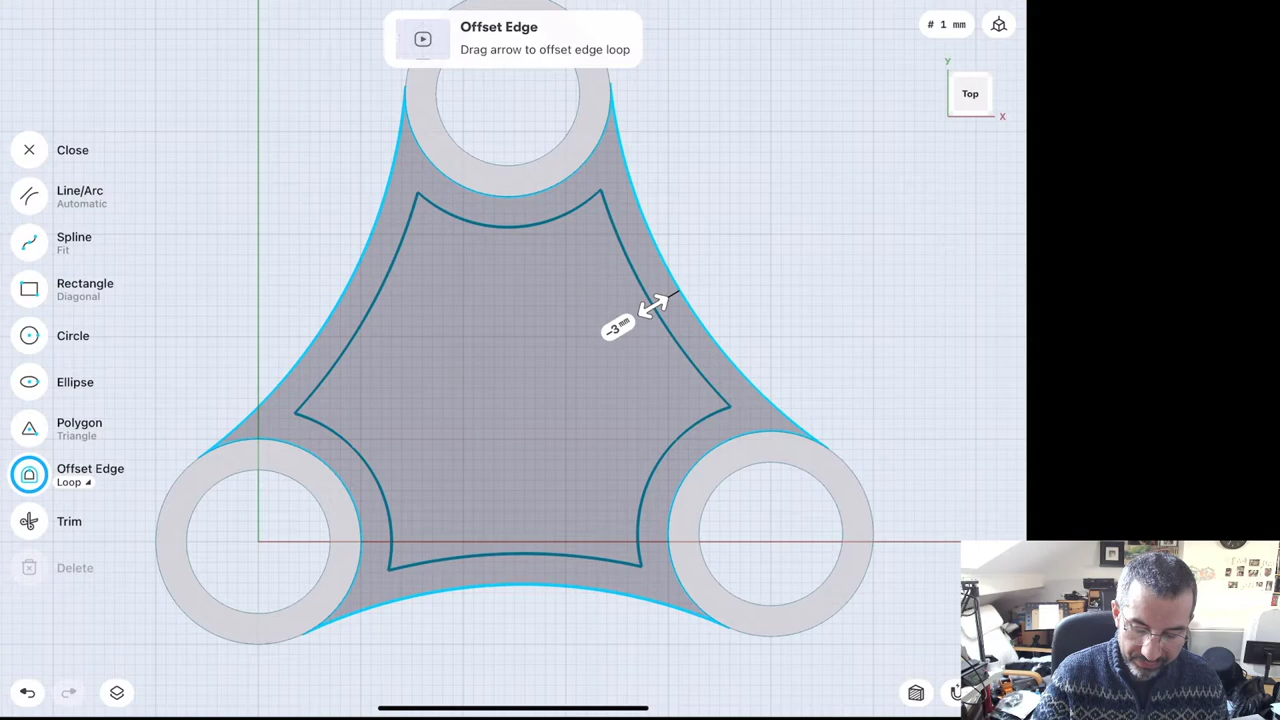 Offset Edge
Drag arrow to offset edge loop
# 1 mm
y
Top
X
Close
Line/Arc
Automatic
Spline
Fit
Rectangle
Diagonal
Circle
Ellipse
Polygon
Triangle
Offset Edge
Loop
Trim
Delete
−3 mm